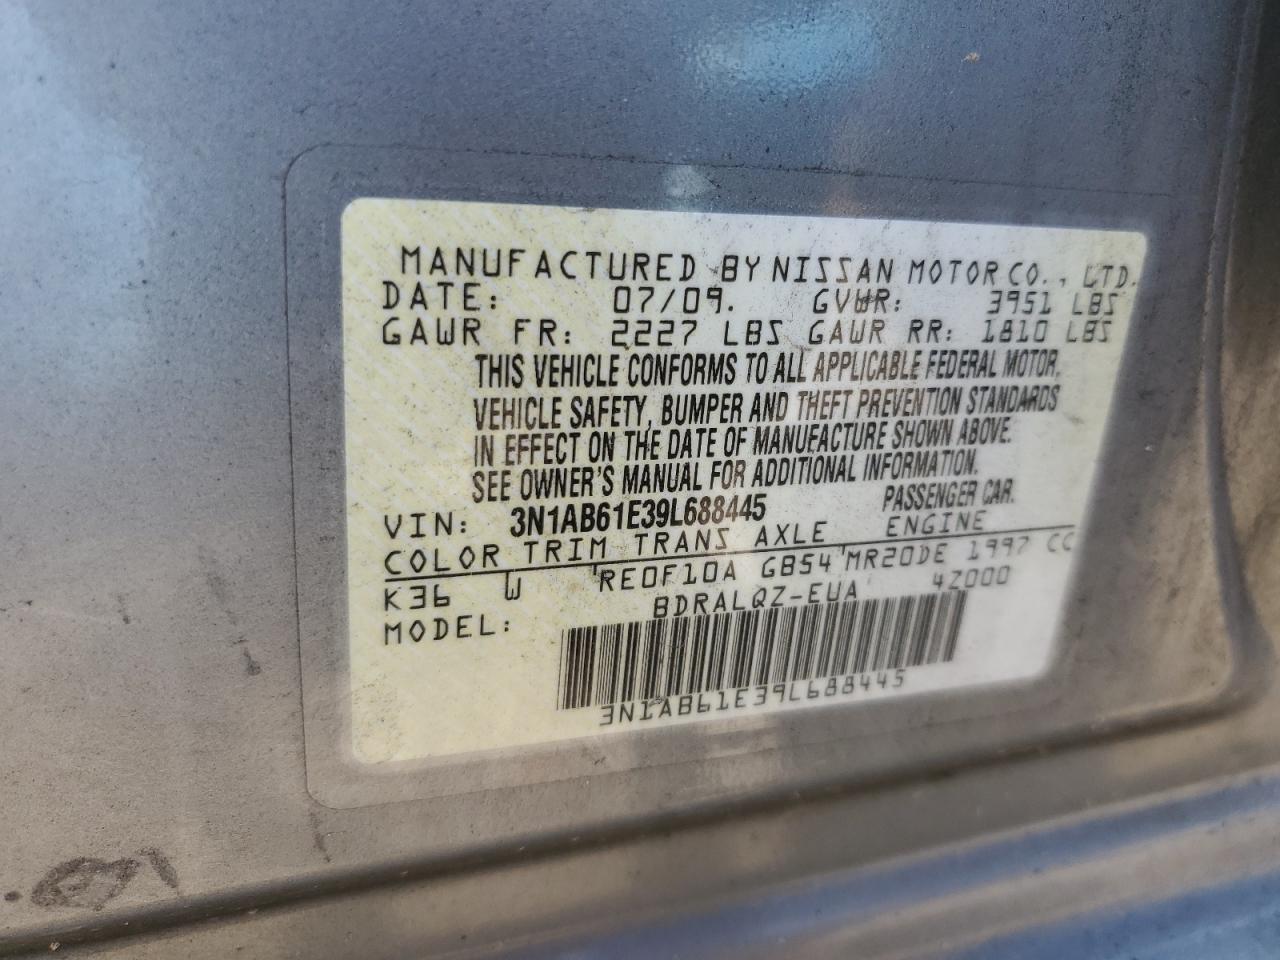 MANUFACTURED BY NISSAN MOTOR CO., LTD.
DATE: 07/09. GVWR: 3951 LBS
GAWR FR: 2227 LBS GAWR RR: 1810 LBS
THIS VEHICLE CONFORMS TO ALL APPLICABLE FEDERAL MOTOR
VEHICLE SAFETY, BUMPER AND THEFT PREVENTION STANDARDS
IN EFFECT ON THE DATE OF MANUFACTURE SHOWN ABOVE.
SEE OWNER'S MANUAL FOR ADDITIONAL INFORMATION.
VIN: 3N1AB61E39L688445 PASSENGER CAR.
COLOR TRIM TRANS AXLE ENGINE
K36 W RE0F10A GB54 MR20DE 1997 CC
MODEL: BDRALQZ-EUA 4Z000
3N1AB61E39L688445